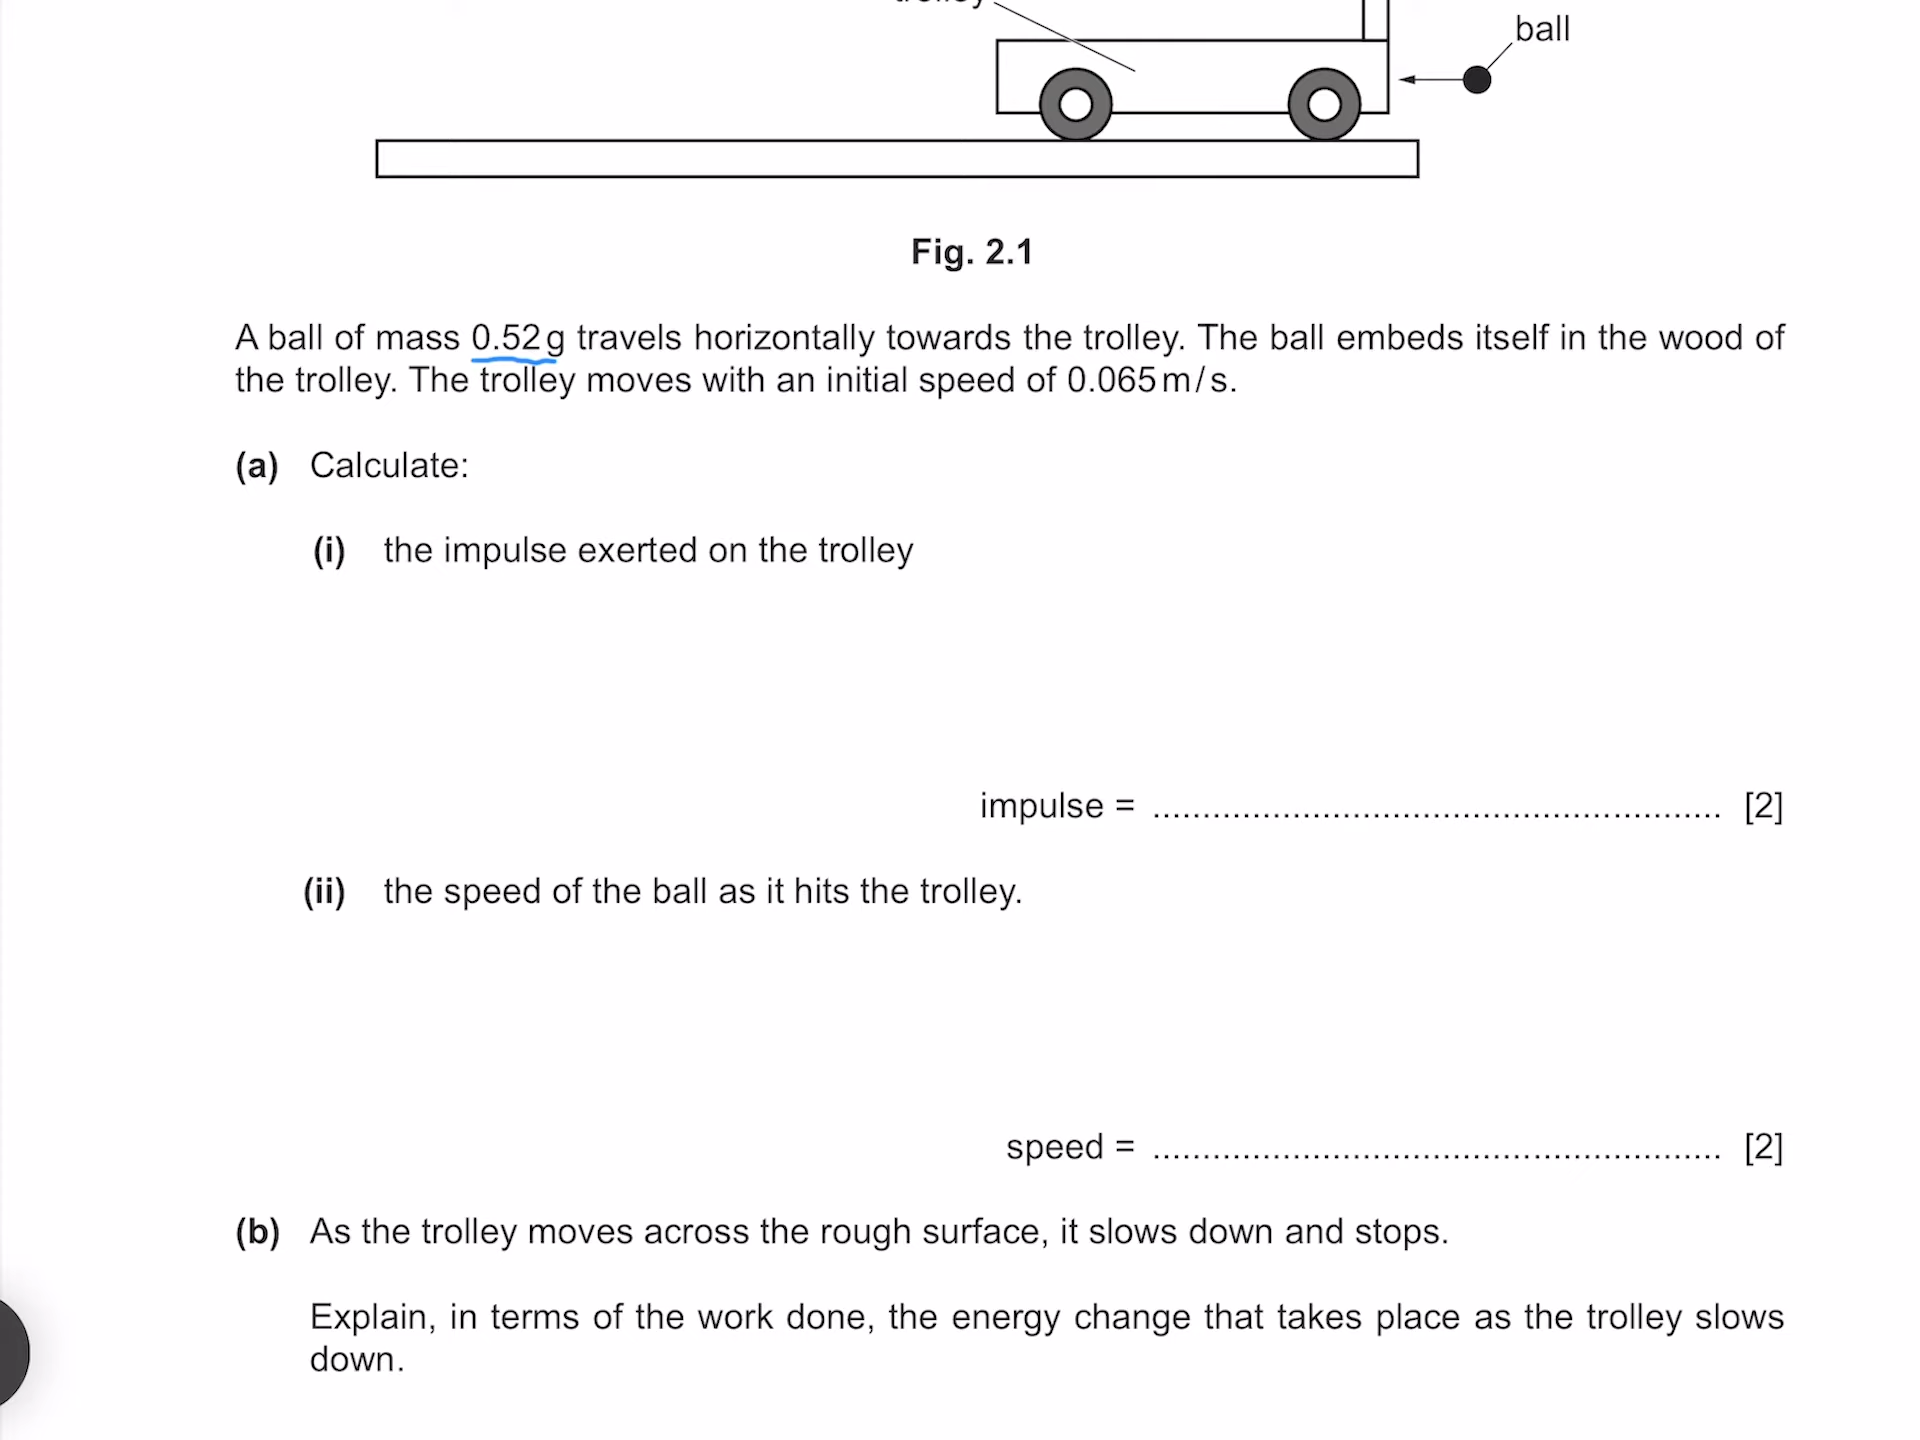 ball
Fig. 2.1
A ball of mass 0.52 g travels horizontally towards the trolley. The ball embeds itself in the wood of
the trolley. The trolley moves with an initial speed of 0.065 m/s.
(a) Calculate:
(i) the impulse exerted on the trolley
impulse = ........................................................ [2]
(ii) the speed of the ball as it hits the trolley.
speed = ........................................................ [2]
(b) As the trolley moves across the rough surface, it slows down and stops.
Explain, in terms of the work done, the energy change that takes place as the trolley slows
down.